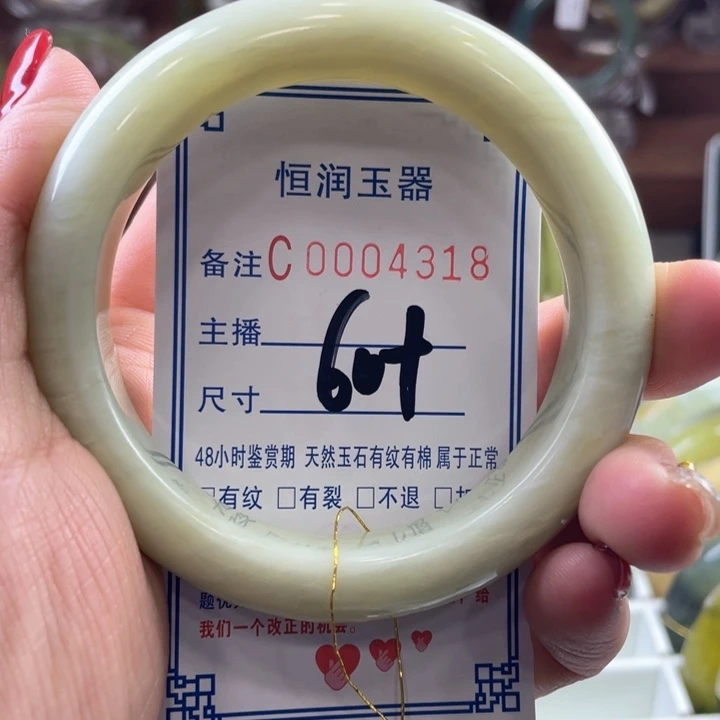 恒润玉器
备注C0004318
主播
尺寸
60+
48小时鉴赏期 天然玉石有纹有棉 属于正常
□有纹 □有裂 □不退
给
我们一个改正的机会。